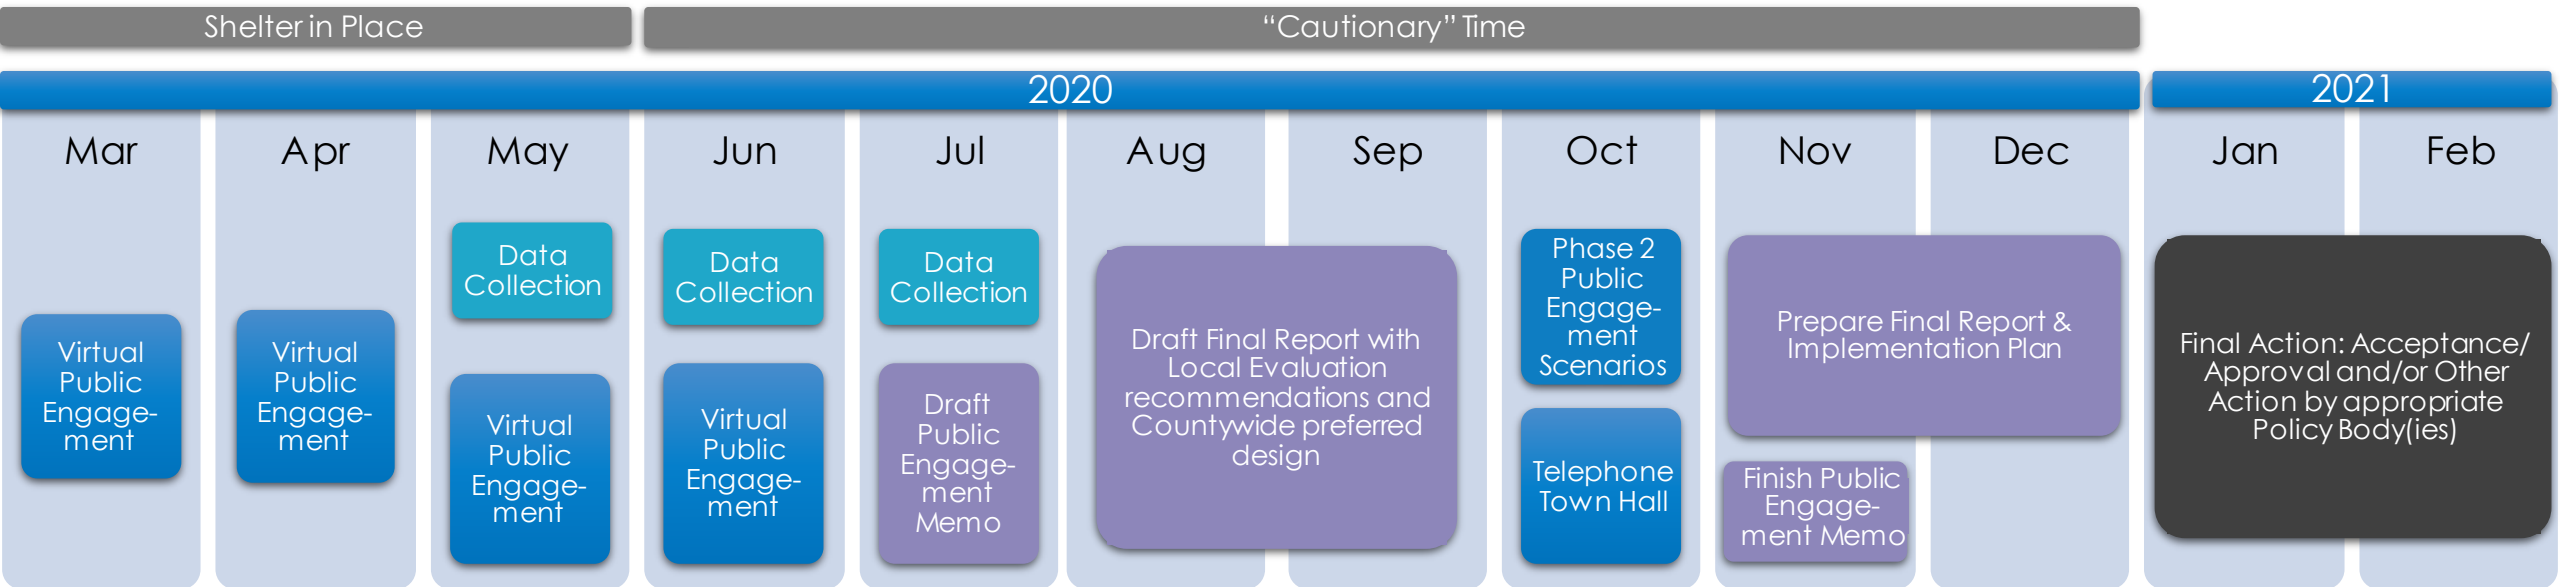 Shelter in Place
“Cautionary” Time
2020
2021
Mar
Apr
May
Jun
Jul
Aug
Sep
Oct
Nov
Dec
Jan
Feb
Virtual
Public
Engage-
ment
Virtual
Public
Engage-
ment
Data
Collection
Virtual
Public
Engage-
ment
Data
Collection
Virtual
Public
Engage-
ment
Data
Collection
Draft
Public
Engage-
ment
Memo
Draft Final Report with
Local Evaluation
recommendations and
Countywide preferred
design
Phase 2
Public
Engage-
ment
Scenarios
Telephone
Town Hall
Prepare Final Report &
Implementation Plan
Finish Public
Engage-
ment Memo
Final Action: Acceptance/
Approval and/or Other
Action by appropriate
Policy Body(ies)